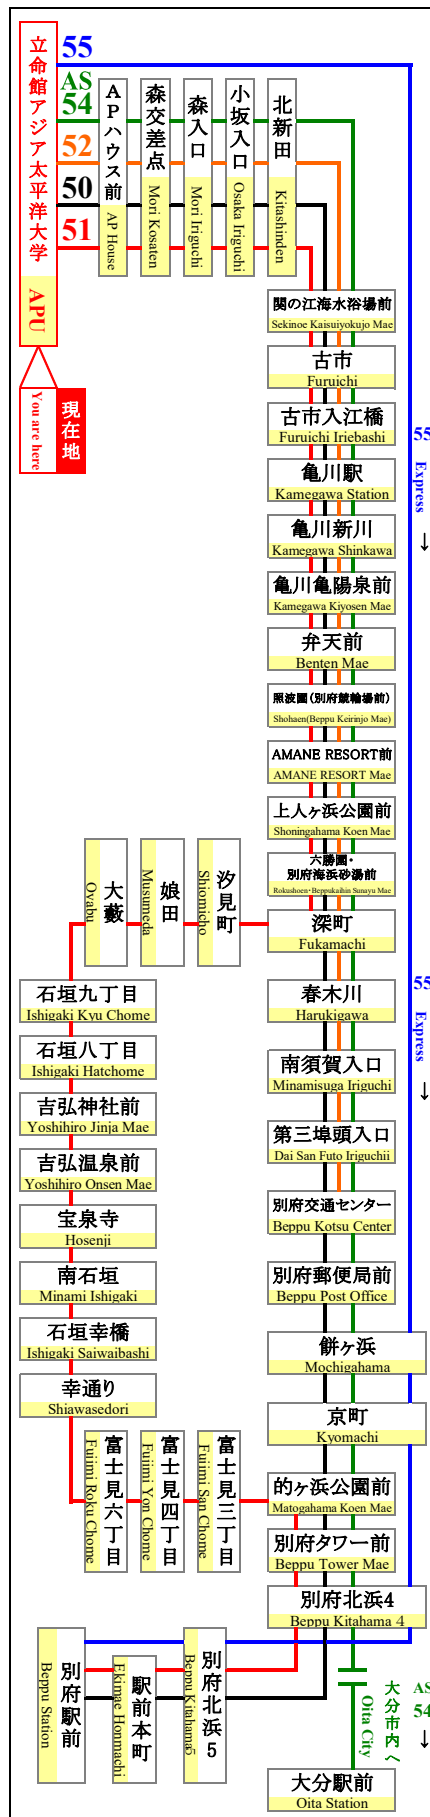 立命館アジア太平洋大学
APU
現在地
You are here
55
AS
54
52
50
51
APハウス前
AP House
森交差点
Mori Kosaten
森入口
Mori Iriguchi
小坂入口
Osaka Iriguchi
北新田
Kitashinden
関の江海水浴場前
Sekinoe Kaisuiyokujo Mae
古市
Furuichi
古市入江橋
Furuichi Iriebashi
亀川駅
Kamegawa Station
亀川新川
Kamegawa Shinkawa
亀川亀陽泉前
Kamegawa Kiyosen Mae
弁天前
Benten Mae
照波園(別府競輪場前)
Shohaen(Beppu Keirinjo Mae)
AMANE RESORT前
AMANE RESORT Mae
上人ヶ浜公園前
Shoningahama Koen Mae
六勝園・
別府海浜砂湯前
Rokushoen・Beppukaihin Sunayu Mae
深町
Fukamachi
55
Express
↓
汐見町
Shiomicho
娘田
Musumeda
大藪
Oyabu
石垣九丁目
Ishigaki Kyu Chome
石垣八丁目
Ishigaki Hatchome
吉弘神社前
Yoshihiro Jinja Mae
吉弘温泉前
Yoshihiro Onsen Mae
宝泉寺
Hosenji
南石垣
Minami Ishigaki
石垣幸橋
Ishigaki Saiwaibashi
幸通り
Shiawasedori
富士見六丁目
Fujimi Roku Chome
富士見四丁目
Fujimi Yon Chome
富士見三丁目
Fujimi San Chome
春木川
Harukigawa
南須賀入口
Minamisuga Iriguchi
第三埠頭入口
Dai San Futo Iriguchii
別府交通センター
Beppu Kotsu Center
別府郵便局前
Beppu Post Office
餅ヶ浜
Mochigahama
京町
Kyomachi
的ヶ浜公園前
Matogahama Koen Mae
別府タワー前
Beppu Tower Mae
別府北浜4
Beppu Kitahama 4
55
Express
↓
別府北浜5
Beppu Kitahama5
駅前本町
Ekimae Honmachi
別府駅前
Beppu Station
大分市内へ
Oita City
AS
54
↓
大分駅前
Oita Station